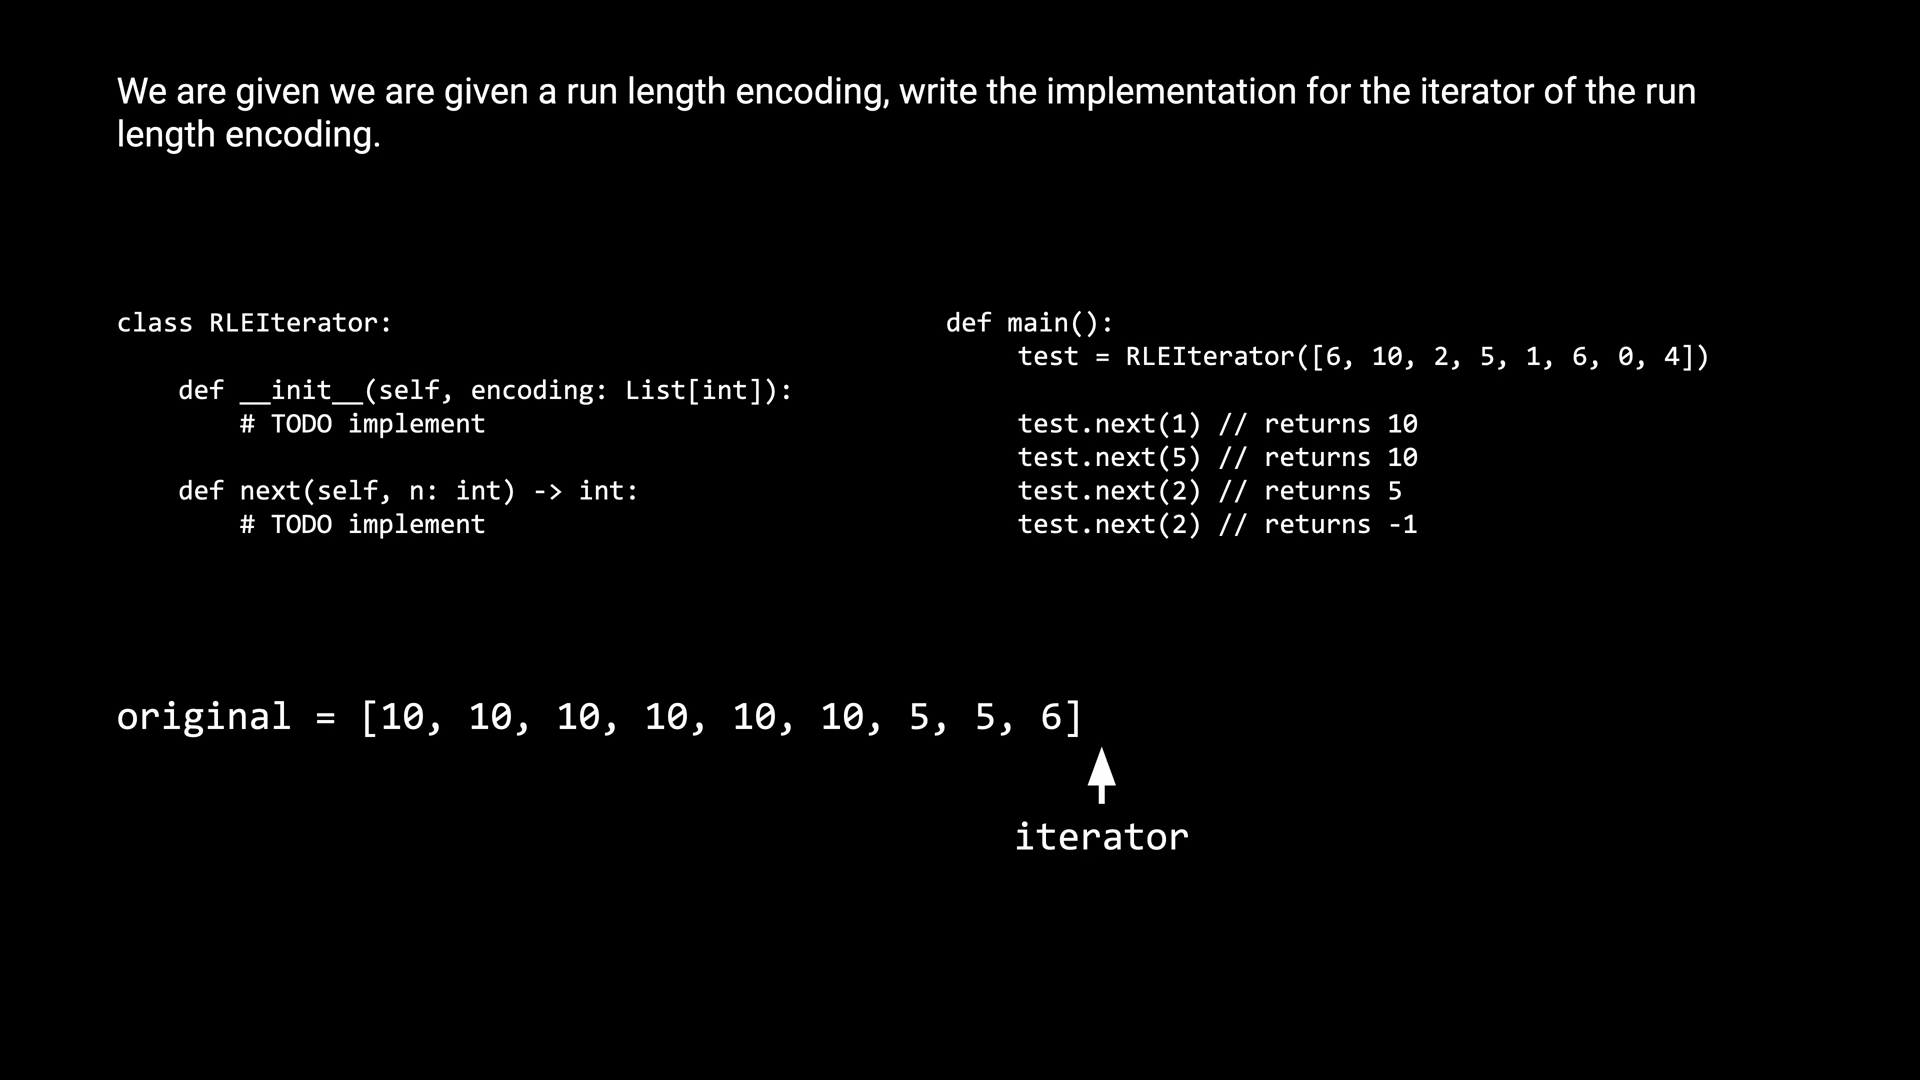 We are given we are given a run length encoding, write the implementation for the iterator of the run
length encoding.
class RLEIterator:
def __init__(self, encoding: List[int]):
# TODO implement
def next(self, n: int) -> int:
# TODO implement
def main():
test = RLEIterator([6, 10, 2, 5, 1, 6, 0, 4])
test.next(1) // returns 10
test.next(5) // returns 10
test.next(2) // returns 5
test.next(2) // returns -1
original = [10, 10, 10, 10, 10, 10, 5, 5, 6]
iterator